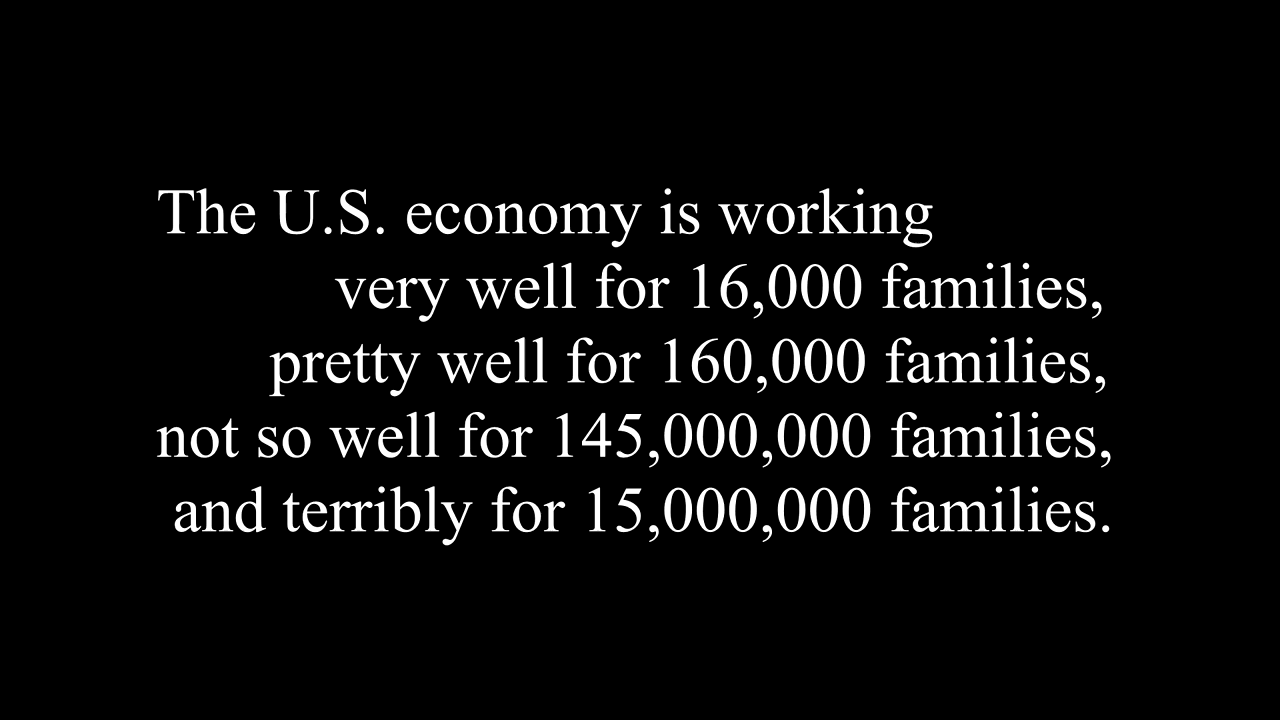 The U.S. economy is working
very well for 16,000 families,
pretty well for 160,000 families,
not so well for 145,000,000 families,
and terribly for 15,000,000 families.